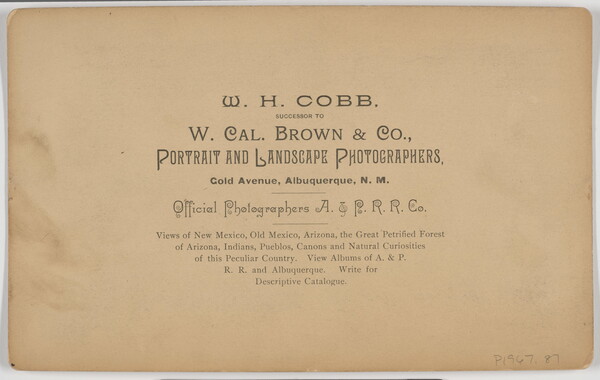 W. H. COBB.
SUCCESSOR TO
W. CAL. BROWN & CO.,
PORTRAIT AND LANDSCAPE PHOTOGRAPHERS,
Gold Avenue, Albuquerque, N. M.
Official Photographers A. & P. R. R. Co.
Views of New Mexico, Old Mexico, Arizona, the Great Petrified Forest
of Arizona, Indians, Pueblos, Canons and Natural Curiosities
of this Peculiar Country. View Albums of A. & P.
R. R. and Albuquerque. Write for
Descriptive Catalogue.
P1967.87